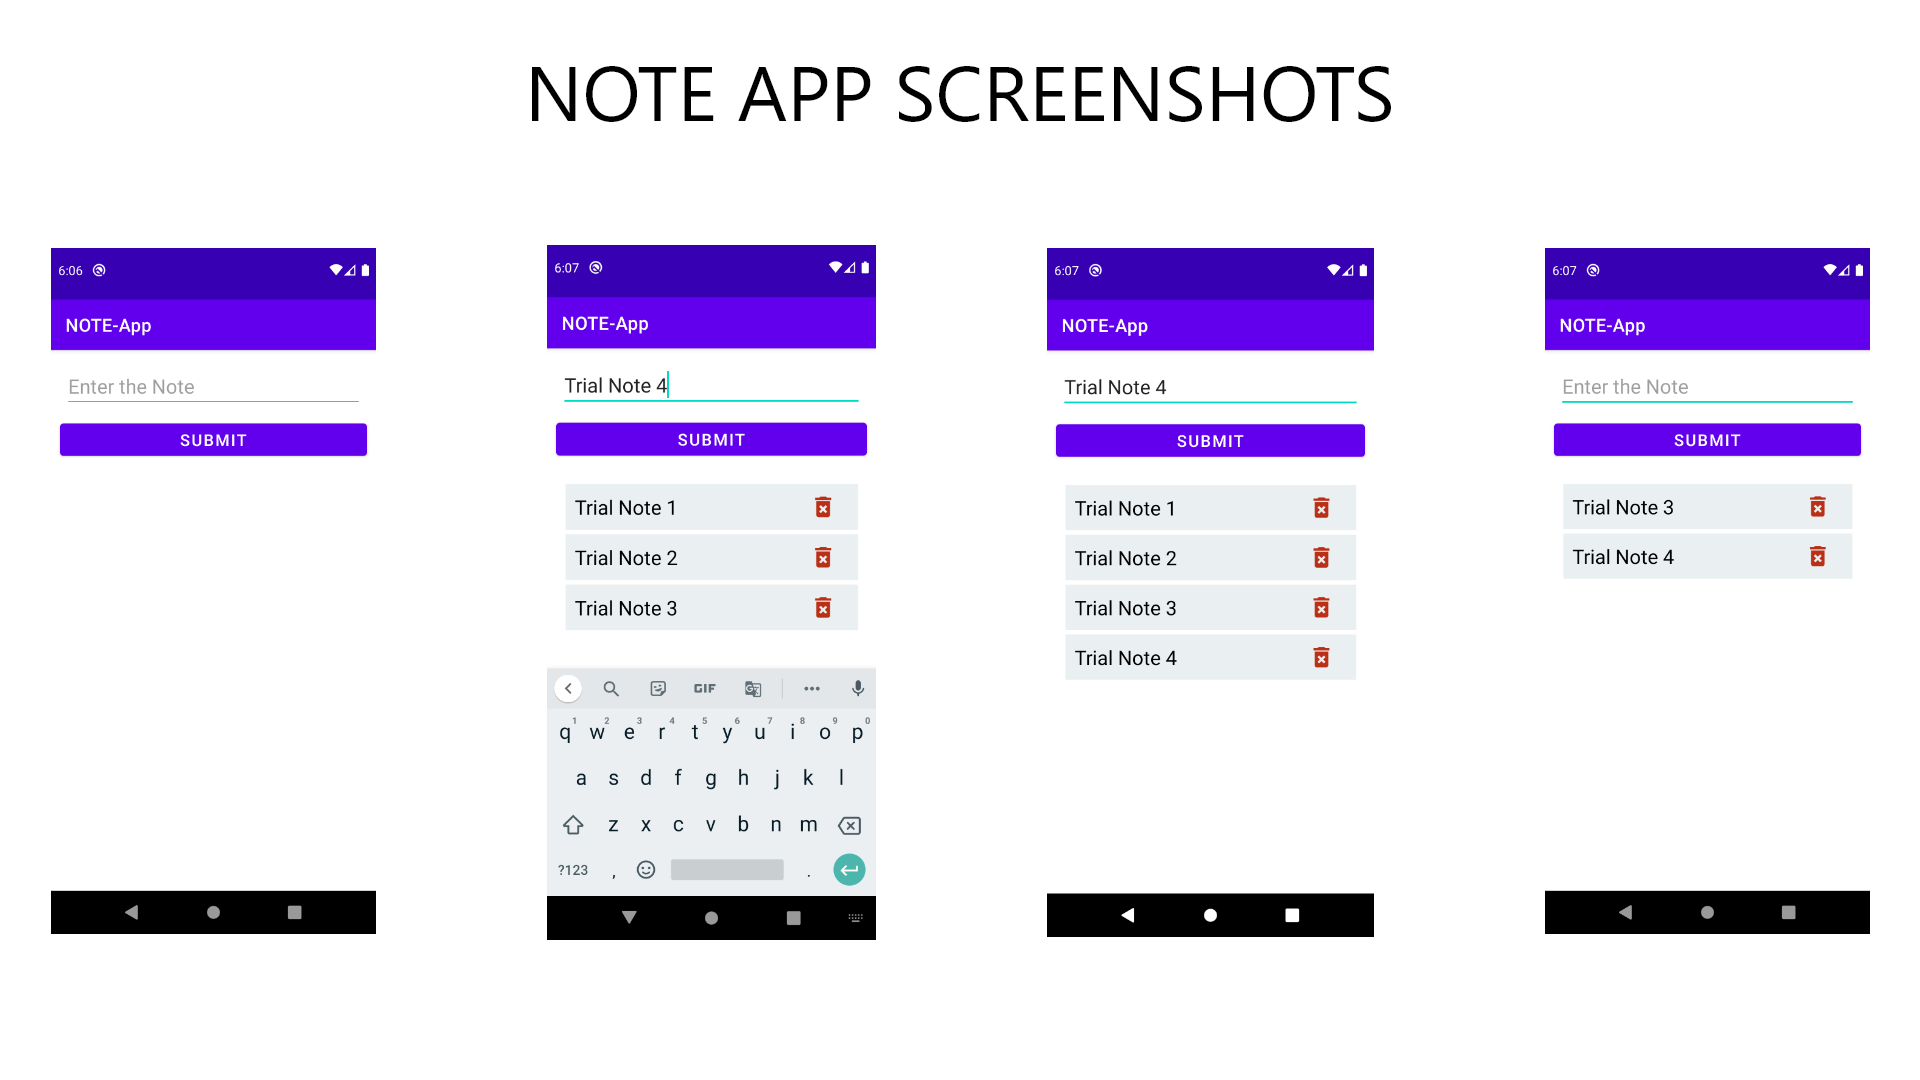 NOTE APP SCREENSHOTS
6:06
NOTE-App
Enter the Note
SUBMIT
6:07
NOTE-App
Trial Note 4
SUBMIT
Trial Note 1
Trial Note 2
Trial Note 3
GIF
1 2 3 4 5 6 7 8 9 0
q w e r t y u i o p
a s d f g h j k l
z x c v b n m
?123 , .
6:07
NOTE-App
Trial Note 4
SUBMIT
Trial Note 1
Trial Note 2
Trial Note 3
Trial Note 4
6:07
NOTE-App
Enter the Note
SUBMIT
Trial Note 3
Trial Note 4